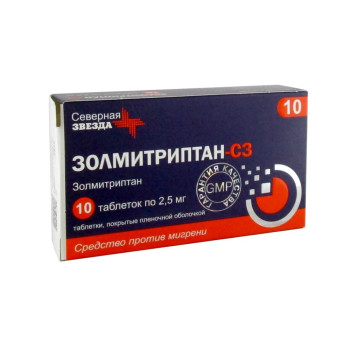 Северная
ЗВЕЗДА
10
ЗОЛМИТРИПТАН-СЗ
Золмитриптан
10 таблеток по 2,5 мг
таблетки, покрытые пленочной оболочкой
ГАРАНТИЯ КАЧЕСТВА
GMP
Средство против мигрени